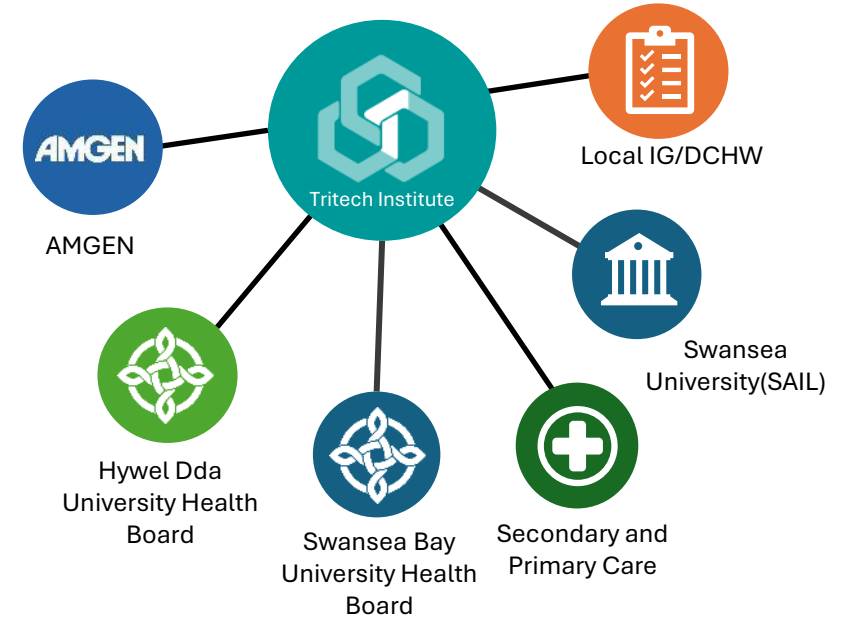 AMGEN
Tritech Institute
Local IG/DCHW
AMGEN
Swansea
University(SAIL)
Hywel Dda
University Health
Board
Swansea Bay
University Health
Board
Secondary and
Primary Care